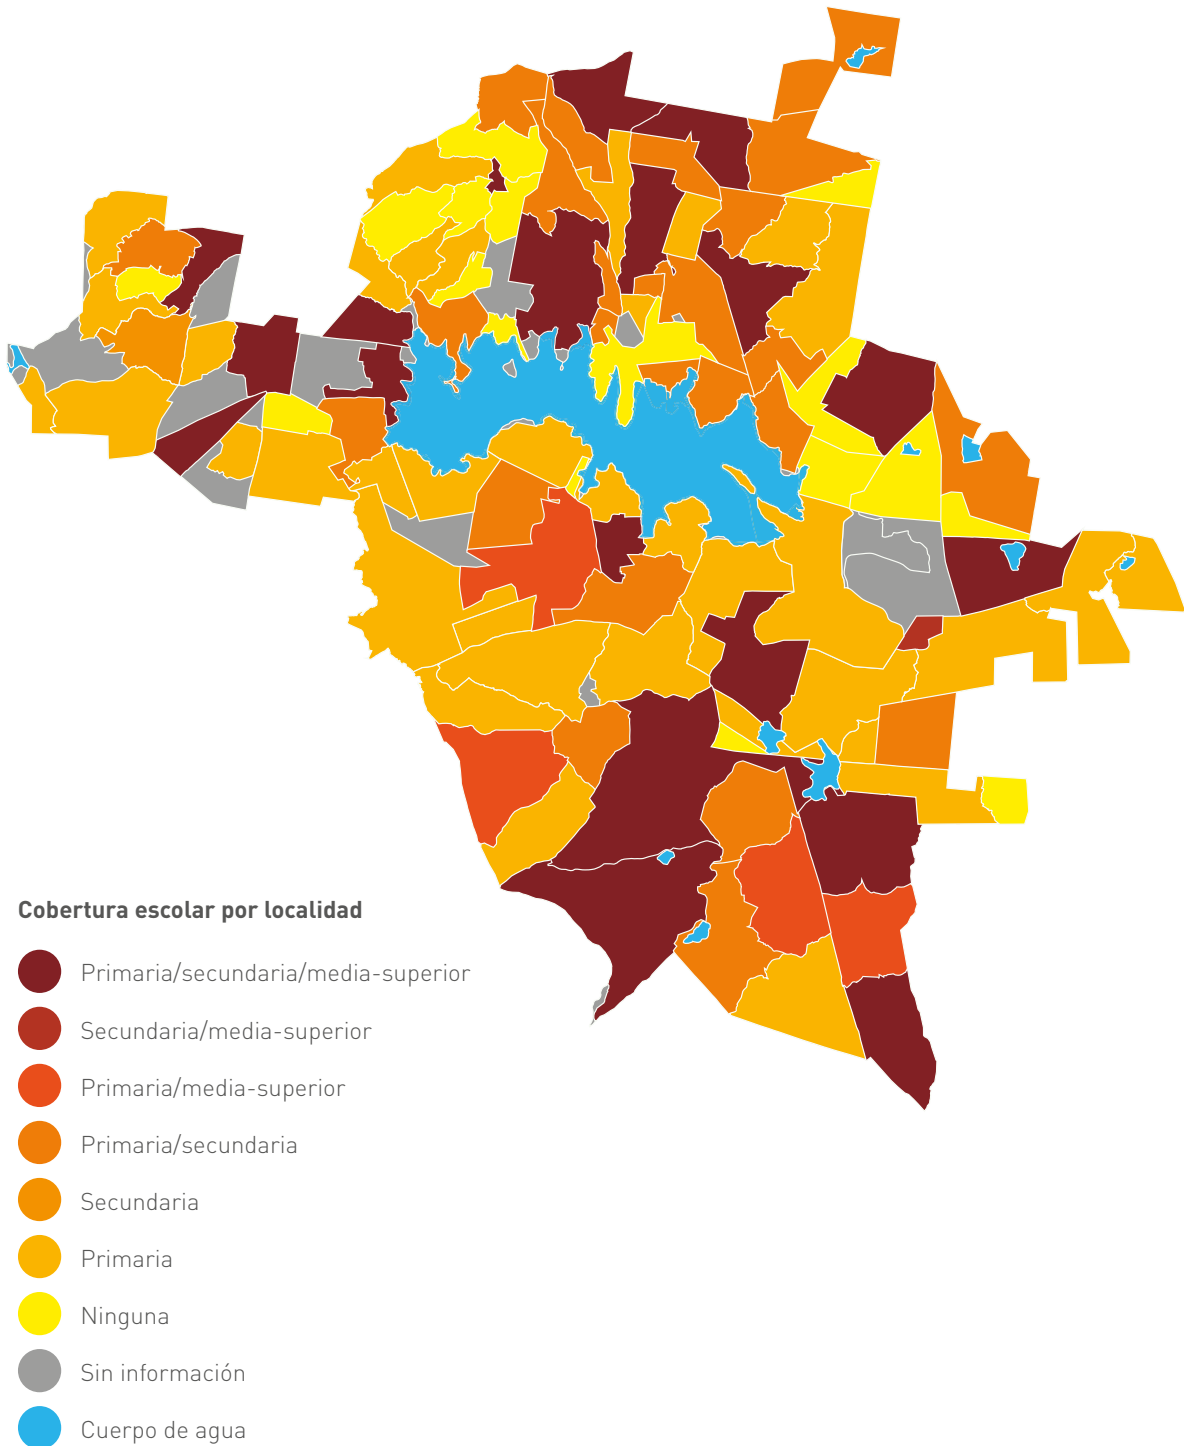 Cobertura escolar por localidad
Primaria/secundaria/media-superior
Secundaria/media-superior
Primaria/media-superior
Primaria/secundaria
Secundaria
Primaria
Ninguna
Sin información
Cuerpo de agua